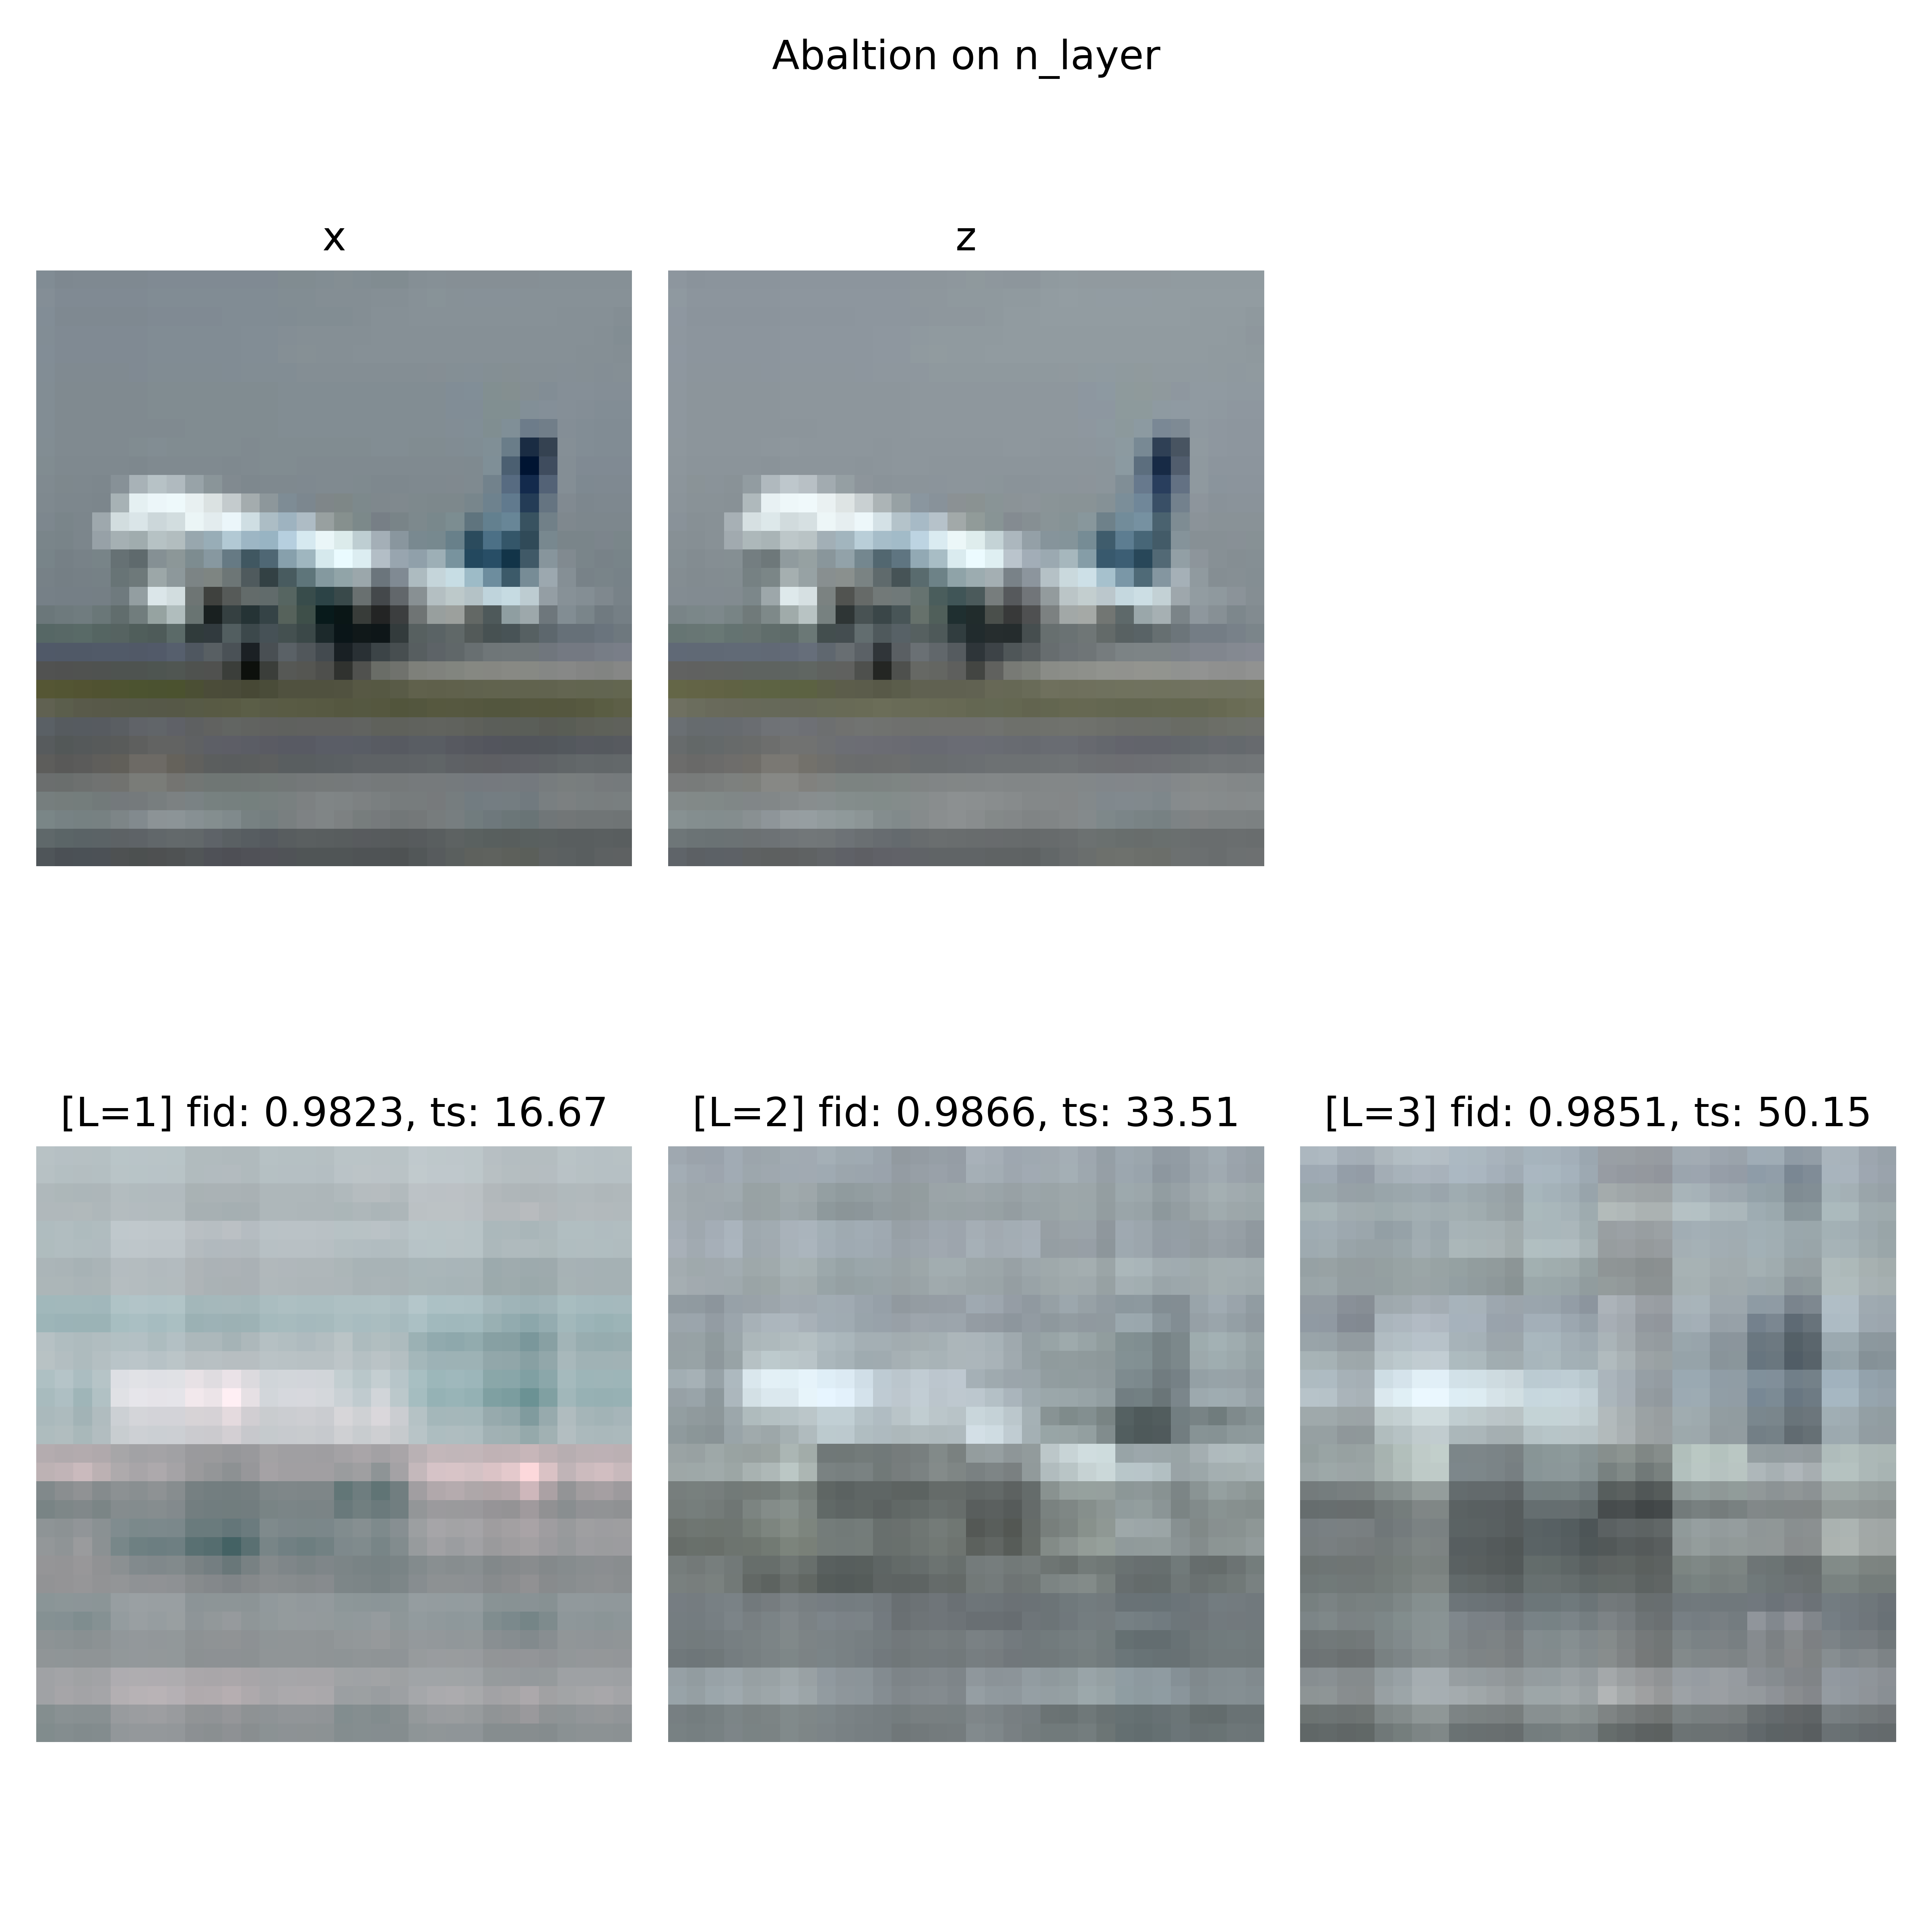 Abaltion on n_layer
x
z
[L=1] fid: 0.9823, ts: 16.67
[L=2] fid: 0.9866, ts: 33.51
[L=3] fid: 0.9851, ts: 50.15